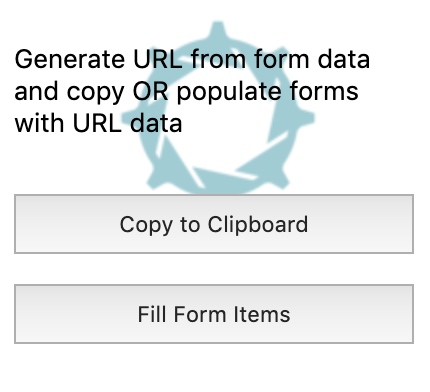 Generate URL from form data
and copy OR populate forms
with URL data
Copy to Clipboard
Fill Form Items